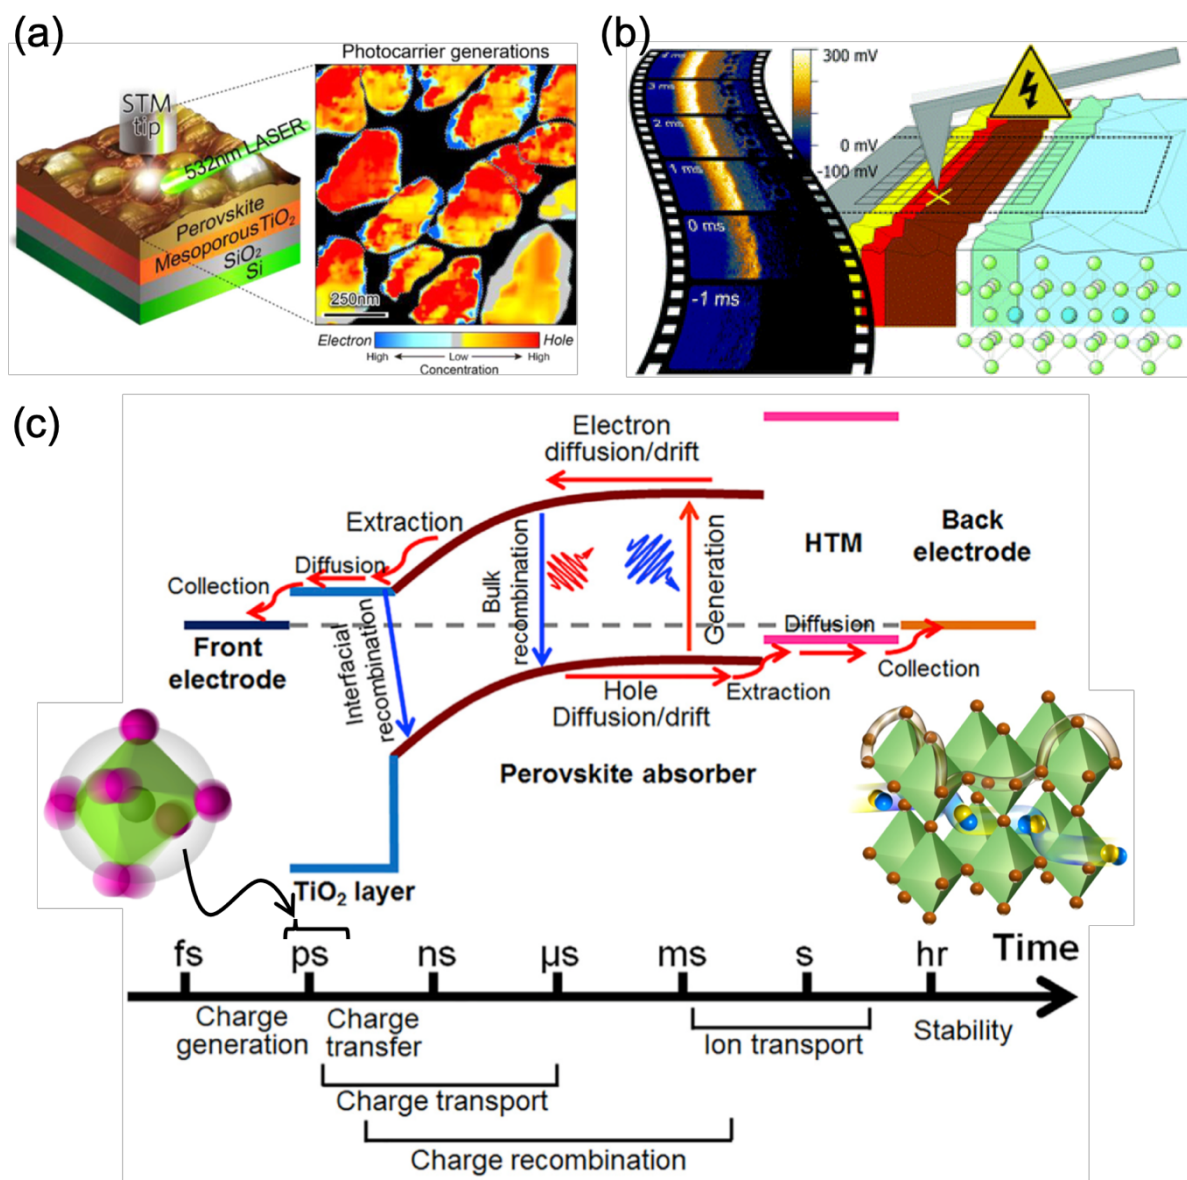 (a)
Photocarrier generations
STM
tip
532nm LASER
Perovskite
MesoporousTiO₂
SiO₂
Si
250nm
Electron
Hole
High
Low
High
Concentration
(b)
3 ms
2 ms
1 ms
0 ms
-1 ms
300 mV
0 mV
-100 mV
(c)
Electron
diffusion/drift
Extraction
Diffusion
Collection
Front
electrode
Interfacial
recombination
Bulk
recombination
Generation
HTM
Back
electrode
Diffusion
Collection
Extraction
Hole
Diffusion/drift
Perovskite absorber
TiO₂ layer
fs
ps
ns
µs
ms
s
hr
Time
Charge
generation
Charge
transfer
Ion transport
Stability
Charge transport
Charge recombination